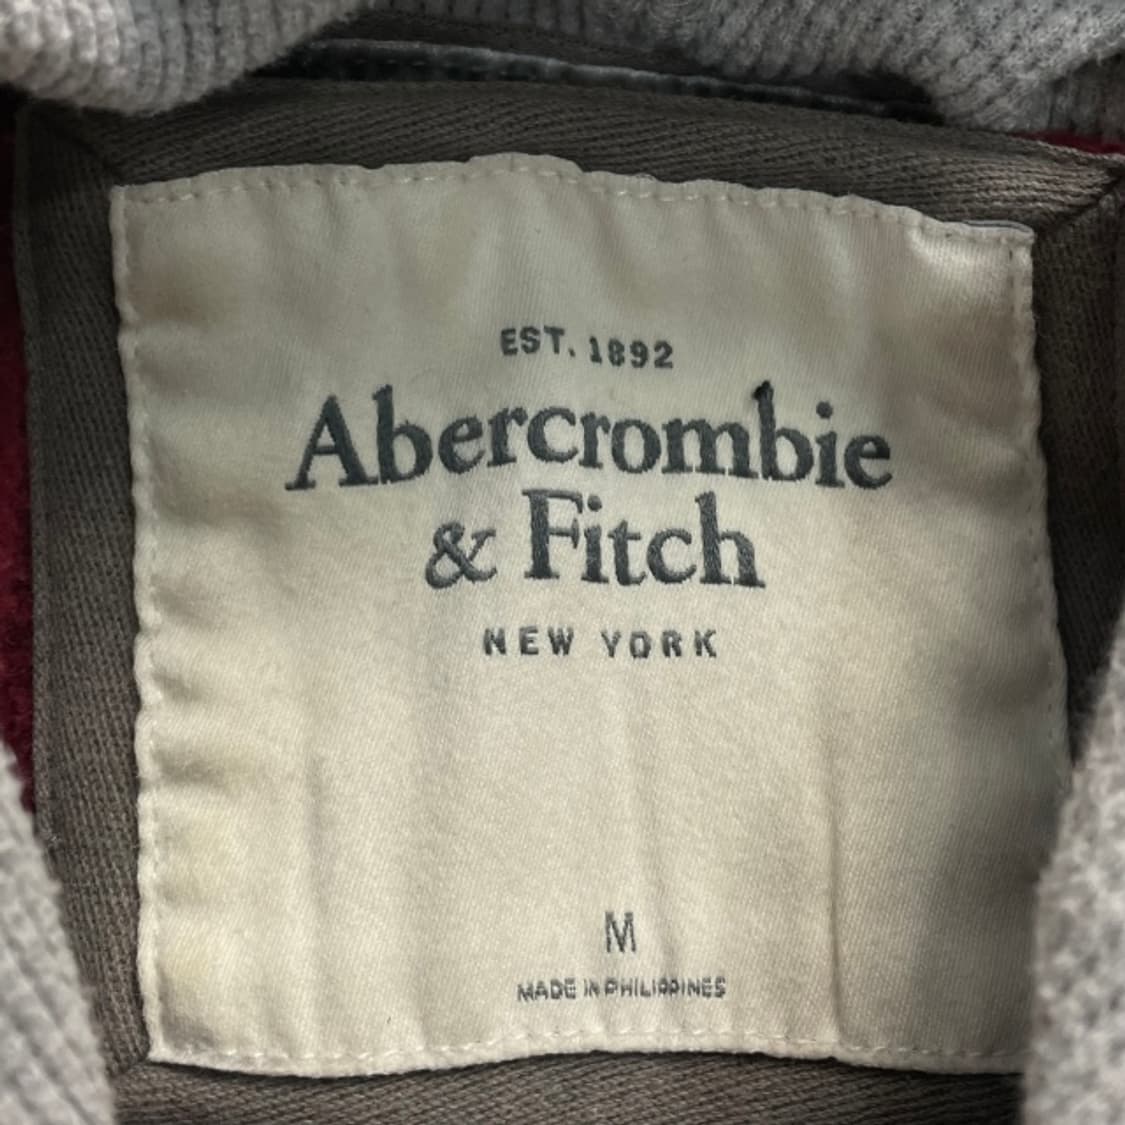 EST. 1892
Abercrombie
& Fitch
NEW YORK
M
MADE IN PHILIPPINES